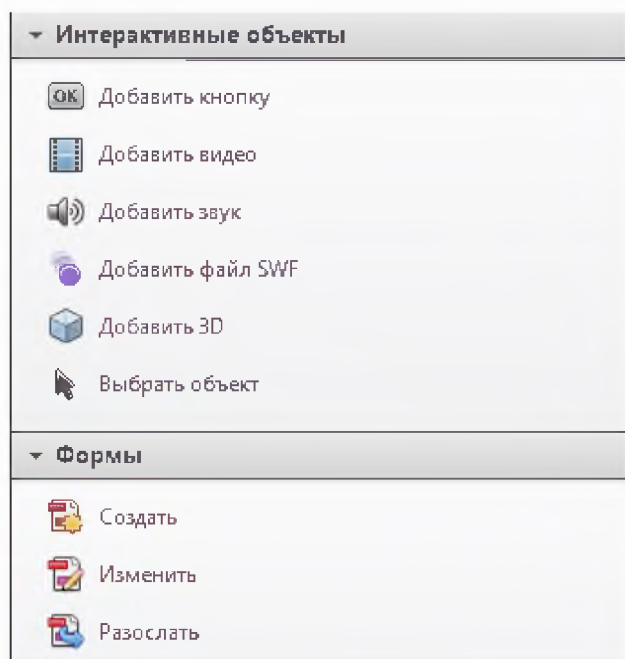 Интерактивные объекты
OK Добавить кнопку
Добавить видео
Добавить звук
Добавить файл SWF
Добавить 3D
Выбрать объект
Формы
Создать
Изменить
Разослать